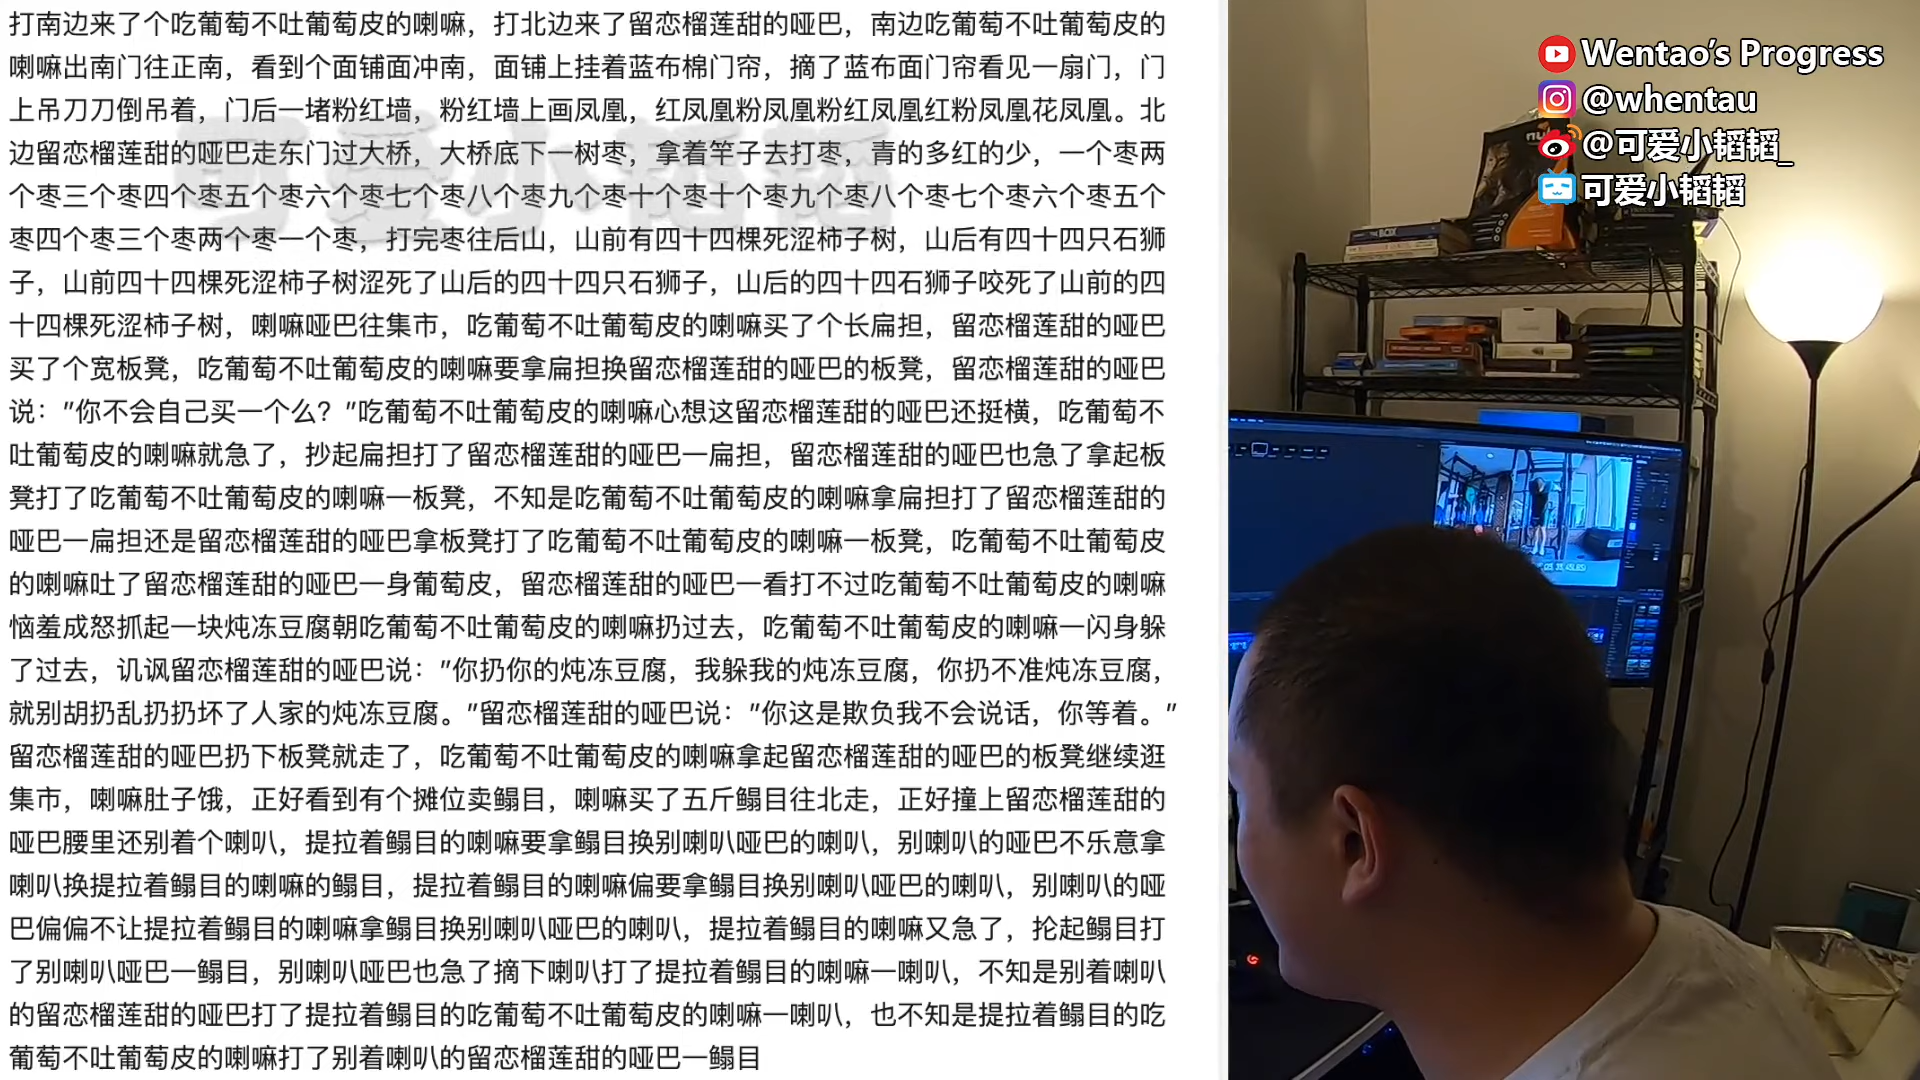 打南边来了个吃葡萄不吐葡萄皮的喇嘛，打北边来了留恋榴莲甜的哑巴，南边吃葡萄不吐葡萄皮的
喇嘛出南门往正南，看到个面铺面冲南，面铺上挂着蓝布棉门帘，摘了蓝布面门帘看见一扇门，门
上吊刀刀倒吊着，门后一堵粉红墙，粉红墙上画凤凰，红凤凰粉凤凰粉红凤凰红粉凤凰花凤凰。北
边留恋榴莲甜的哑巴走东门过大桥，大桥底下一树枣，拿着竿子去打枣，青的多红的少，一个枣两
个枣三个枣四个枣五个枣六个枣七个枣八个枣九个枣十个枣十个枣九个枣八个枣七个枣六个枣五个
枣四个枣三个枣两个枣一个枣，打完枣往后山，山前有四十四棵死涩柿子树，山后有四十四只石狮
子，山前四十四棵死涩柿子树涩死了山后的四十四只石狮子，山后的四十四石狮子咬死了山前的四
十四棵死涩柿子树，喇嘛哑巴往集市，吃葡萄不吐葡萄皮的喇嘛买了个长扁担，留恋榴莲甜的哑巴
买了个宽板凳，吃葡萄不吐葡萄皮的喇嘛要拿扁担换留恋榴莲甜的哑巴的板凳，留恋榴莲甜的哑巴
说："你不会自己买一个么？"吃葡萄不吐葡萄皮的喇嘛心想这留恋榴莲甜的哑巴还挺横，吃葡萄不
吐葡萄皮的喇嘛就急了，抄起扁担打了留恋榴莲甜的哑巴一扁担，留恋榴莲甜的哑巴也急了拿起板
凳打了吃葡萄不吐葡萄皮的喇嘛一板凳，不知是吃葡萄不吐葡萄皮的喇嘛拿扁担打了留恋榴莲甜的
哑巴一扁担还是留恋榴莲甜的哑巴拿板凳打了吃葡萄不吐葡萄皮的喇嘛一板凳，吃葡萄不吐葡萄皮
的喇嘛吐了留恋榴莲甜的哑巴一身葡萄皮，留恋榴莲甜的哑巴一看打不过吃葡萄不吐葡萄皮的喇嘛
恼羞成怒抓起一块炖冻豆腐朝吃葡萄不吐葡萄皮的喇嘛扔过去，吃葡萄不吐葡萄皮的喇嘛一闪身躲
了过去，讥讽留恋榴莲甜的哑巴说："你扔你的炖冻豆腐，我躲我的炖冻豆腐，你扔不准炖冻豆腐，
就别胡扔乱扔扔坏了人家的炖冻豆腐。"留恋榴莲甜的哑巴说："你这是欺负我不会说话，你等着。"
留恋榴莲甜的哑巴扔下板凳就走了，吃葡萄不吐葡萄皮的喇嘛拿起留恋榴莲甜的哑巴的板凳继续逛
集市，喇嘛肚子饿，正好看到有个摊位卖鳎目，喇嘛买了五斤鳎目往北走，正好撞上留恋榴莲甜的
哑巴腰里还别着个喇叭，提拉着鳎目的喇嘛要拿鳎目换别喇叭哑巴的喇叭，别喇叭的哑巴不乐意拿
喇叭换提拉着鳎目的喇嘛的鳎目，提拉着鳎目的喇嘛偏要拿鳎目换别喇叭哑巴的喇叭，别喇叭的哑
巴偏偏不让提拉着鳎目的喇嘛拿鳎目换别喇叭哑巴的喇叭，提拉着鳎目的喇嘛又急了，抡起鳎目打
了别喇叭哑巴一鳎目，别喇叭哑巴也急了摘下喇叭打了提拉着鳎目的喇嘛一喇叭，不知是别着喇叭
的留恋榴莲甜的哑巴打了提拉着鳎目的吃葡萄不吐葡萄皮的喇嘛一喇叭，也不知是提拉着鳎目的吃
葡萄不吐葡萄皮的喇嘛打了别着喇叭的留恋榴莲甜的哑巴一鳎目
可爱小韬韬
Wentao's Progress
@whentau
@可爱小韬韬_
可爱小韬韬